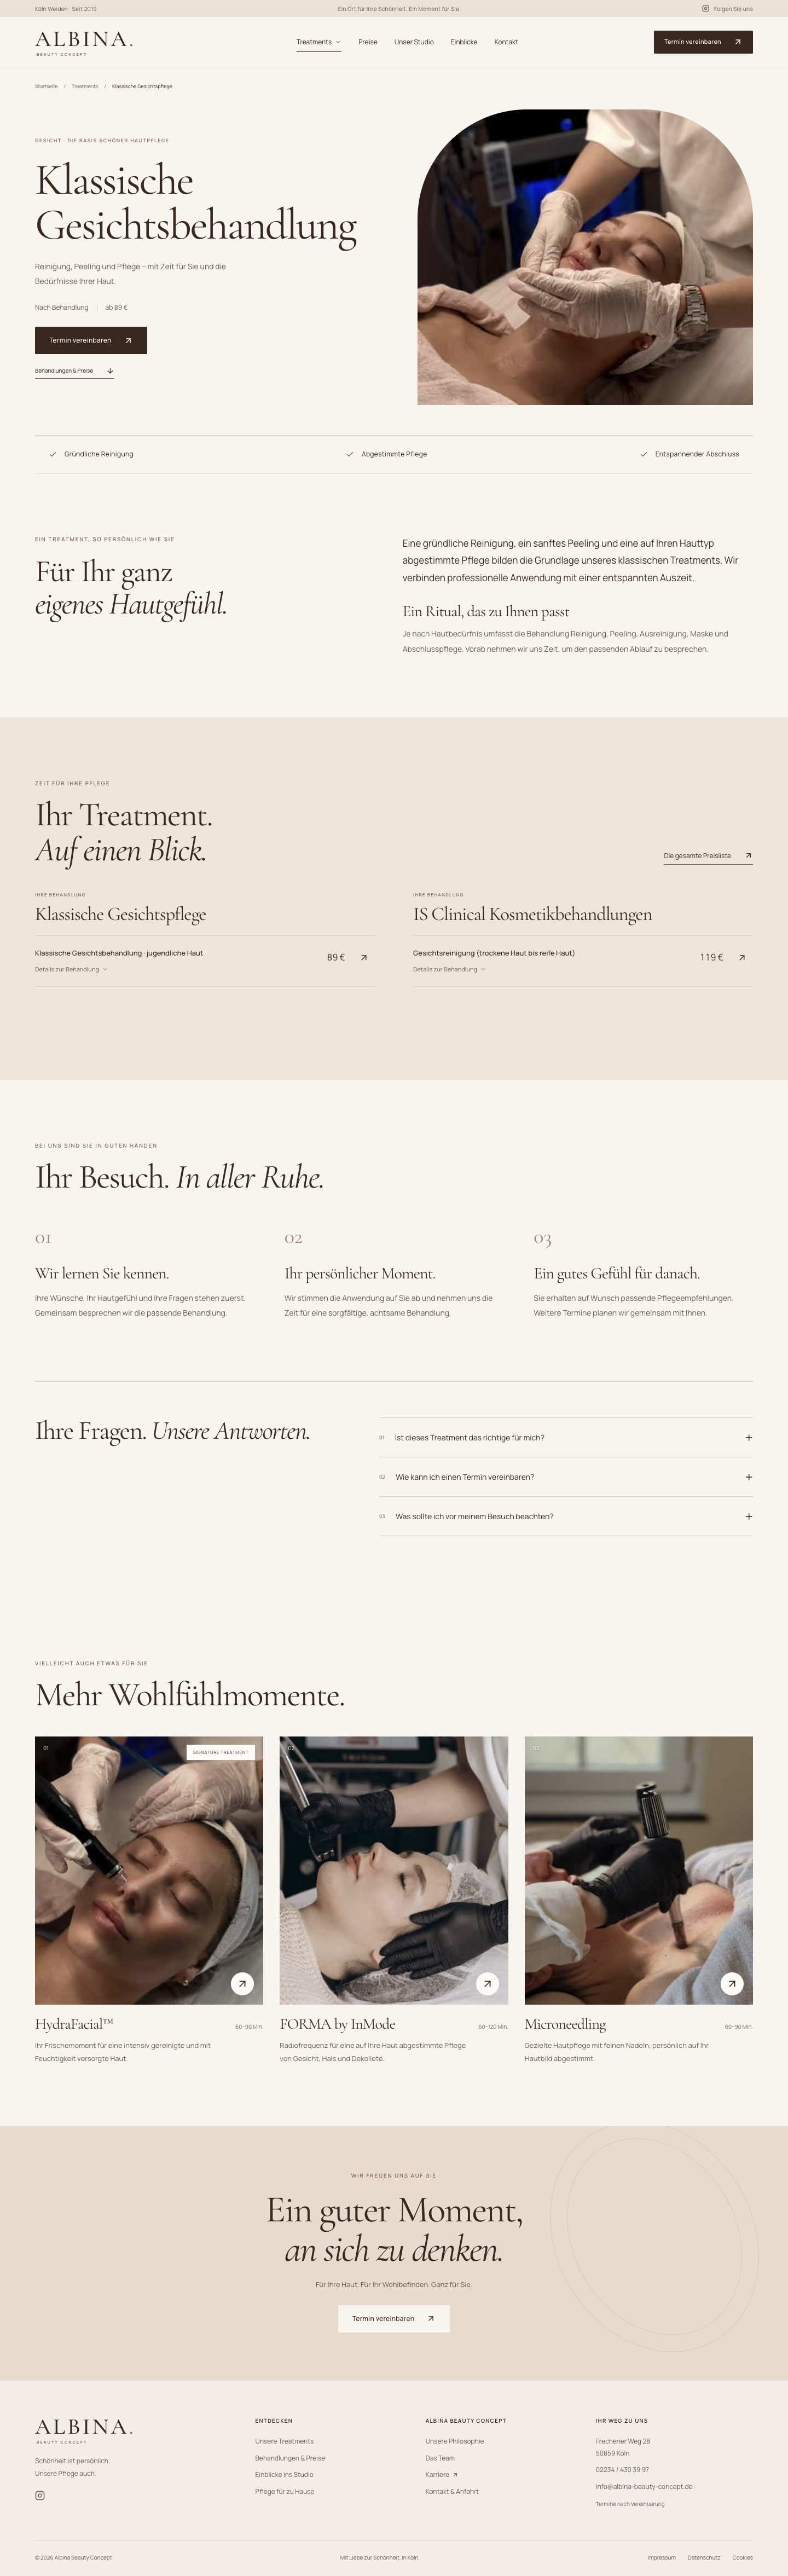 Köln Weiden · Seit 2019
Ein Ort für Ihre Schönheit. Ein Moment für Sie.
Folgen Sie uns
ALBINA.
BEAUTY CONCEPT
Treatments
Preise
Unser Studio
Einblicke
Kontakt
Termin vereinbaren
Startseite / Treatments / Klassische Gesichtspflege
GESICHT · DIE BASIS SCHÖNER HAUTPFLEGE.
Klassische
Gesichtsbehandlung
Reinigung, Peeling und Pflege – mit Zeit für Sie und die
Bedürfnisse Ihrer Haut.
Nach Behandlung | ab 89 €
Termin vereinbaren
Behandlungen & Preise
Gründliche Reinigung
Abgestimmte Pflege
Entspannender Abschluss
EIN TREATMENT, SO PERSÖNLICH WIE SIE
Für Ihr ganz
eigenes Hautgefühl.
Eine gründliche Reinigung, ein sanftes Peeling und eine auf Ihren Hauttyp
abgestimmte Pflege bilden die Grundlage unseres klassischen Treatments. Wir
verbinden professionelle Anwendung mit einer entspannten Auszeit.
Ein Ritual, das zu Ihnen passt
Je nach Hautbedürfnis umfasst die Behandlung Reinigung, Peeling, Ausreinigung, Maske und
Abschlusspflege. Vorab nehmen wir uns Zeit, um den passenden Ablauf zu besprechen.
ZEIT FÜR IHRE PFLEGE
Ihr Treatment.
Auf einen Blick.
Die gesamte Preisliste
IHRE BEHANDLUNG
Klassische Gesichtspflege
Klassische Gesichtsbehandlung · jugendliche Haut
89 €
Details zur Behandlung
IHRE BEHANDLUNG
IS Clinical Kosmetikbehandlungen
Gesichtsreinigung (trockene Haut bis reife Haut)
119 €
Details zur Behandlung
BEI UNS SIND SIE IN GUTEN HÄNDEN
Ihr Besuch. In aller Ruhe.
01
Wir lernen Sie kennen.
Ihre Wünsche, Ihr Hautgefühl und Ihre Fragen stehen zuerst.
Gemeinsam besprechen wir die passende Behandlung.
02
Ihr persönlicher Moment.
Wir stimmen die Anwendung auf Sie ab und nehmen uns die
Zeit für eine sorgfältige, achtsame Behandlung.
03
Ein gutes Gefühl für danach.
Sie erhalten auf Wunsch passende Pflegeempfehlungen.
Weitere Termine planen wir gemeinsam mit Ihnen.
Ihre Fragen. Unsere Antworten.
01 Ist dieses Treatment das richtige für mich?
02 Wie kann ich einen Termin vereinbaren?
03 Was sollte ich vor meinem Besuch beachten?
VIELLEICHT AUCH ETWAS FÜR SIE
Mehr Wohlfühlmomente.
01
SIGNATURE TREATMENT
HydraFacial™
60–90 Min.
Ihr Frischemoment für eine intensiv gereinigte und mit
Feuchtigkeit versorgte Haut.
02
FORMA by InMode
60–120 Min.
Radiofrequenz für eine auf Ihre Haut abgestimmte Pflege
von Gesicht, Hals und Dekolleté.
03
Microneedling
60–90 Min.
Gezielte Hautpflege mit feinen Nadeln, persönlich auf Ihr
Hautbild abgestimmt.
WIR FREUEN UNS AUF SIE
Ein guter Moment,
an sich zu denken.
Für Ihre Haut. Für Ihr Wohlbefinden. Ganz für Sie.
Termin vereinbaren
ALBINA.
BEAUTY CONCEPT
Schönheit ist persönlich.
Unsere Pflege auch.
ENTDECKEN
Unsere Treatments
Behandlungen & Preise
Einblicke ins Studio
Pflege für zu Hause
ALBINA BEAUTY CONCEPT
Unsere Philosophie
Das Team
Karriere
Kontakt & Anfahrt
IHR WEG ZU UNS
Frechener Weg 28
50859 Köln
02234 / 430 39 97
info@albina-beauty-concept.de
Termine nach Vereinbarung
© 2026 Albina Beauty Concept
Mit Liebe zur Schönheit. In Köln.
Impressum
Datenschutz
Cookies